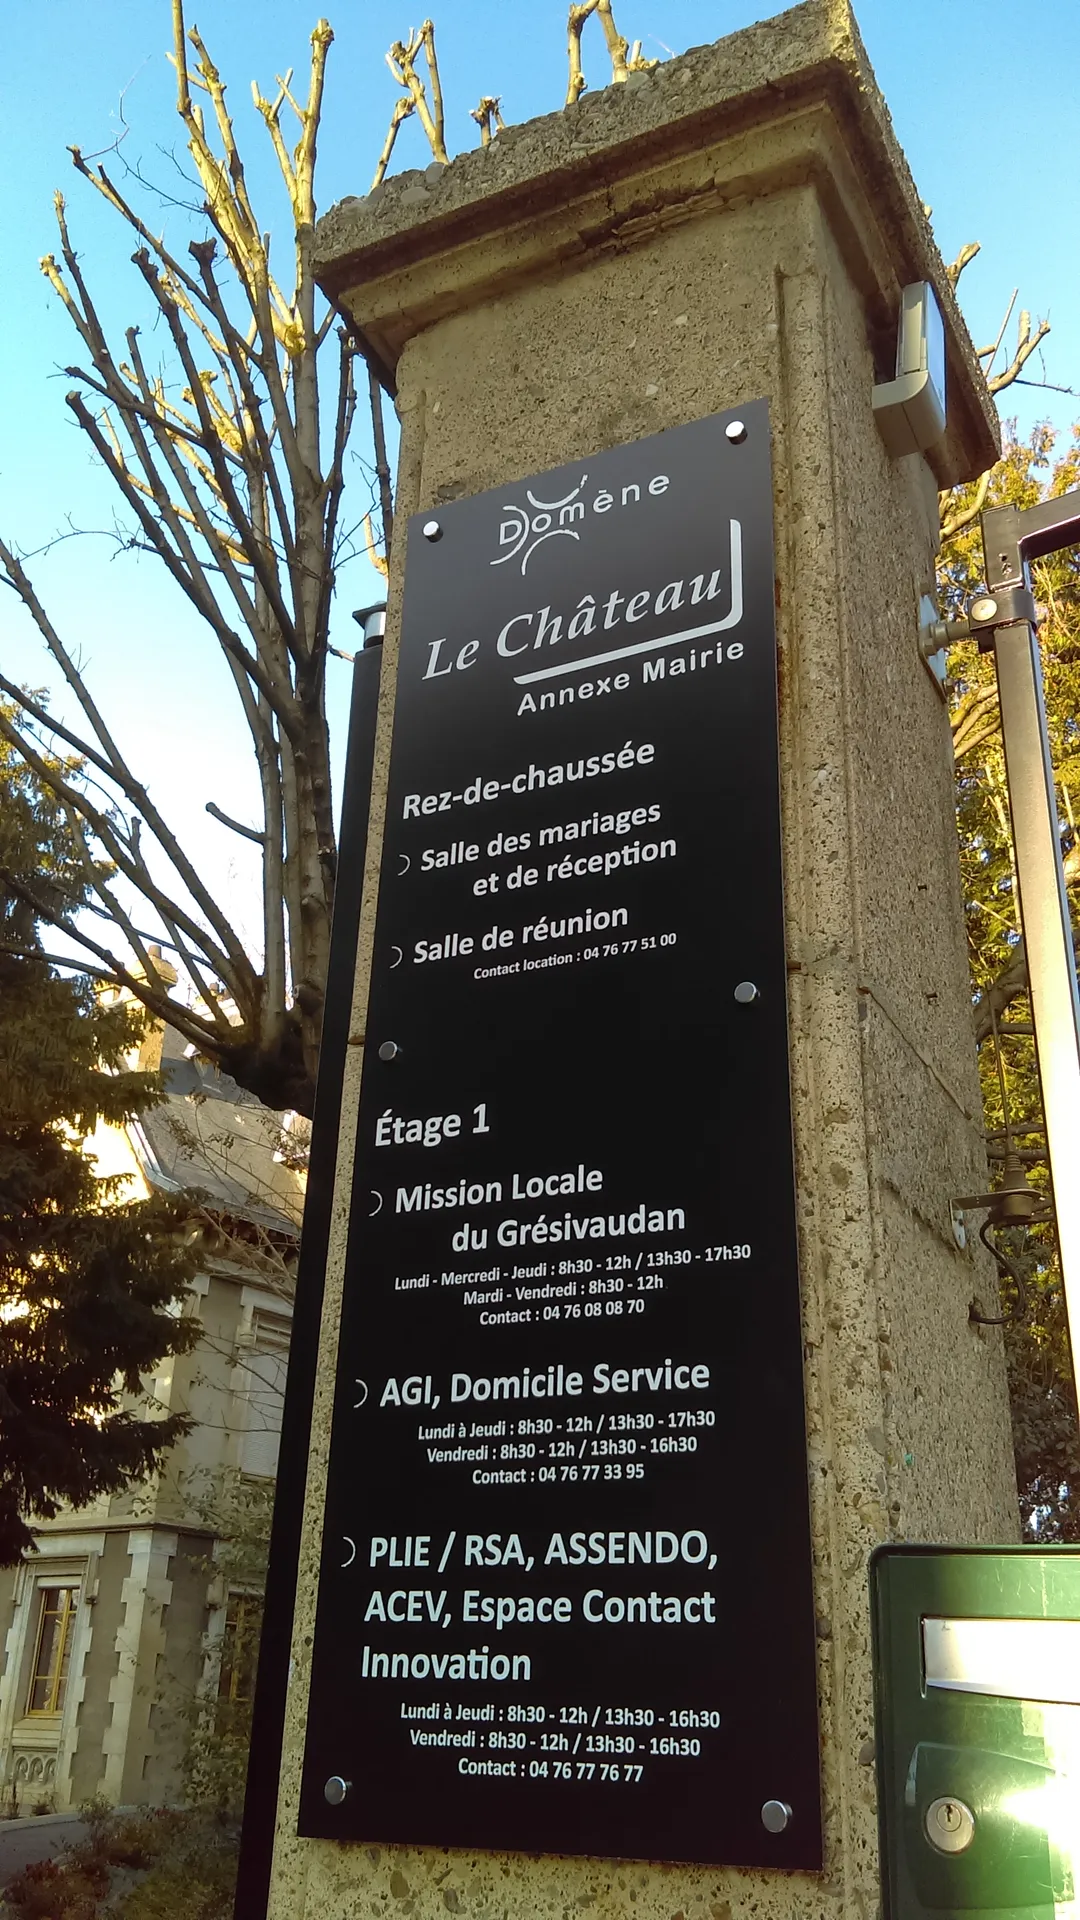 Domène
Le Château
Annexe Mairie
Rez-de-chaussée
Salle des mariages
et de réception
Salle de réunion
Contact location : 04 76 77 51 00
Étage 1
Mission Locale
du Grésivaudan
Lundi - Mercredi - Jeudi : 8h30 - 12h / 13h30 - 17h30
Mardi - Vendredi : 8h30 - 12h
Contact : 04 76 08 08 70
AGI, Domicile Service
Lundi à Jeudi : 8h30 - 12h / 13h30 - 17h30
Vendredi : 8h30 - 12h / 13h30 - 16h30
Contact : 04 76 77 33 95
PLIE / RSA, ASSENDO,
ACEV, Espace Contact
Innovation
Lundi à Jeudi : 8h30 - 12h / 13h30 - 16h30
Vendredi : 8h30 - 12h / 13h30 - 16h30
Contact : 04 76 77 76 77